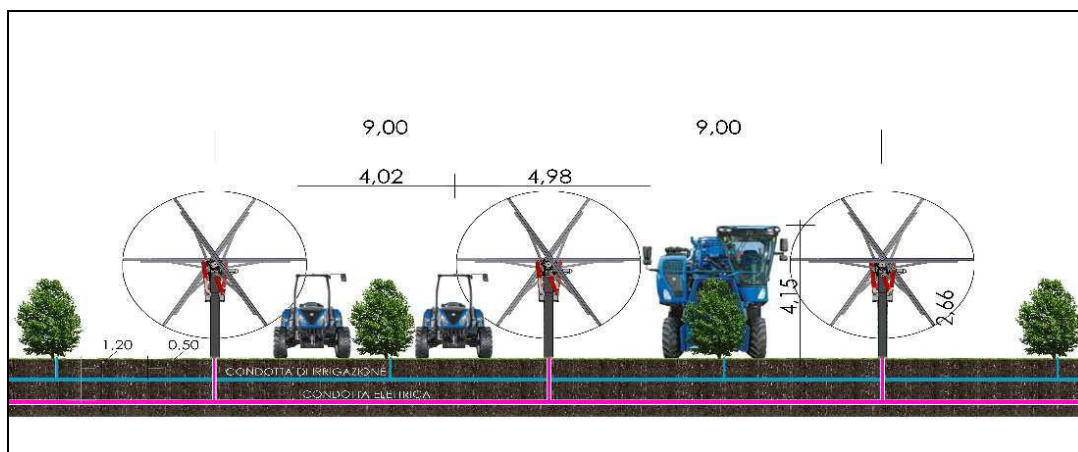 9,00 9,00
4,02 4,98
4,15
2,66
1,20 0,50
CONDOTTA DI IRRIGAZIONE
CONDOTTA ELETTRICA